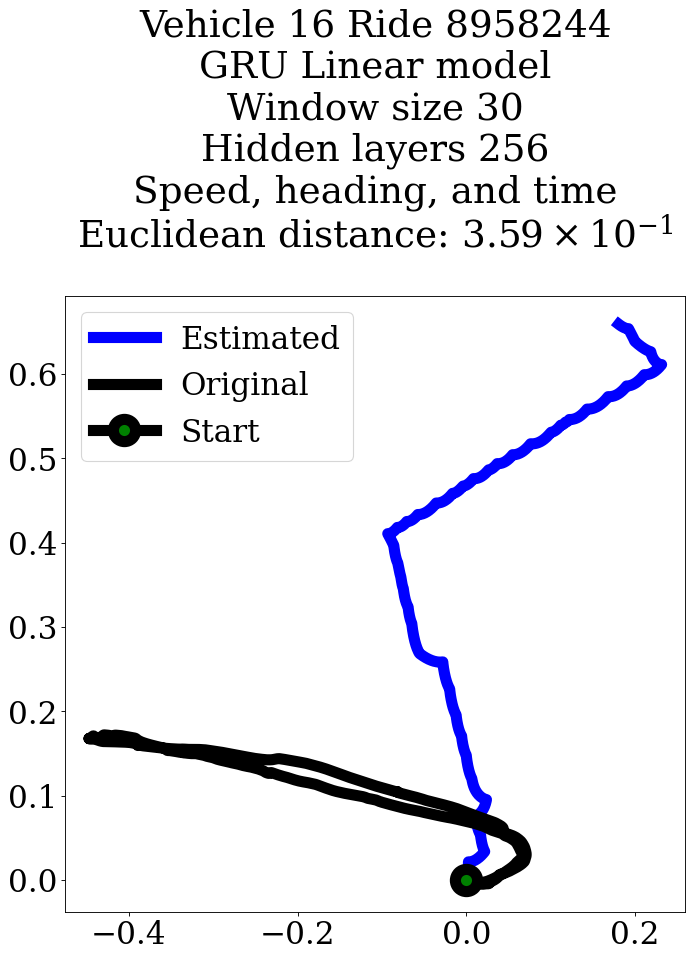 Vehicle 16 Ride 8958244
GRU Linear model
Window size 30
Hidden layers 256
Speed, heading, and time
Euclidean distance: 3.59 × 10⁻¹
Estimated
Original
Start
0.6
0.5
0.4
0.3
0.2
0.1
0.0
−0.4 −0.2 0.0 0.2